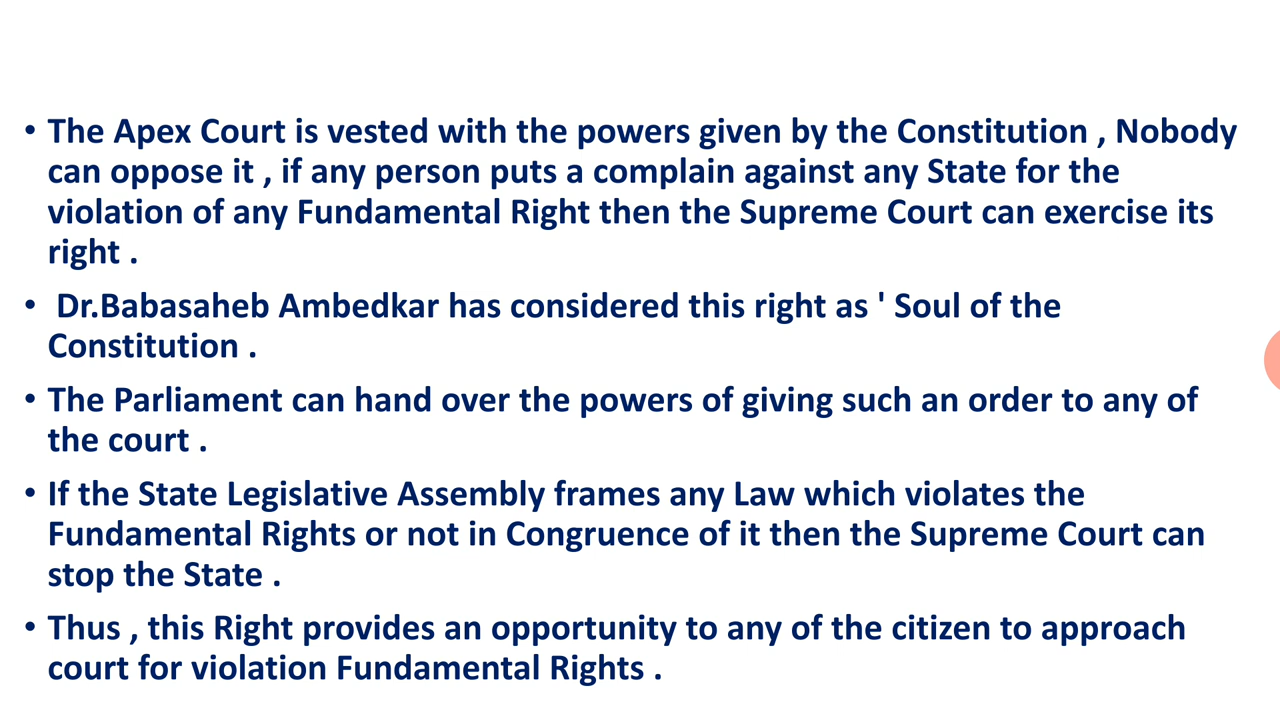 • The Apex Court is vested with the powers given by the Constitution , Nobody
can oppose it , if any person puts a complain against any State for the
violation of any Fundamental Right then the Supreme Court can exercise its
right .
• Dr.Babasaheb Ambedkar has considered this right as ' Soul of the
Constitution .
• The Parliament can hand over the powers of giving such an order to any of
the court .
• If the State Legislative Assembly frames any Law which violates the
Fundamental Rights or not in Congruence of it then the Supreme Court can
stop the State .
• Thus , this Right provides an opportunity to any of the citizen to approach
court for violation Fundamental Rights .